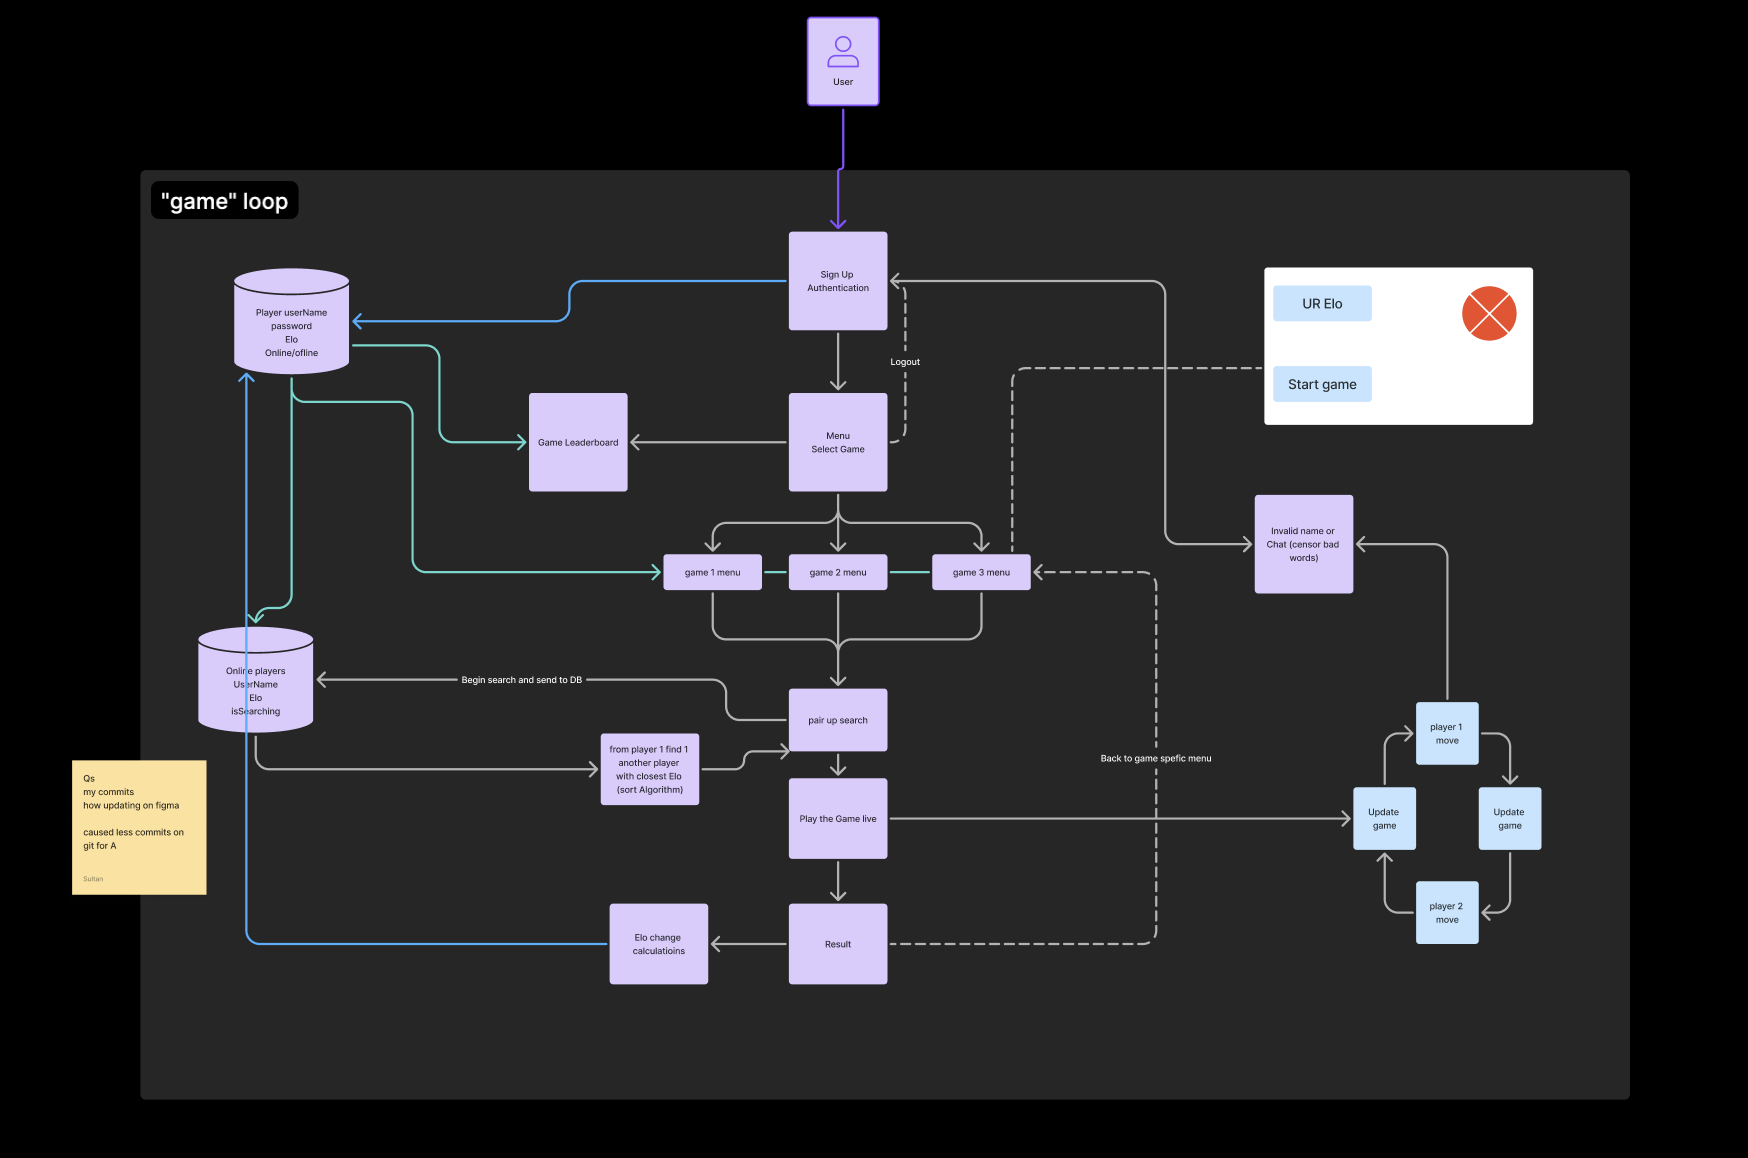 User
"game" loop
Sign Up
Authentication
Player userName
password
Elo
Online/ofline
UR Elo
Start game
Logout
Game Leaderboard
Menu
Select Game
Invalid name or
Chat (censor bad
words)
game 1 menu
game 2 menu
game 3 menu
Online players
UserName
Elo
isSearching
Begin search and send to DB
pair up search
from player 1 find 1
another player
with closest Elo
(sort Algorithm)
player 1
move
Back to game spefic menu
Qs
my commits
how updating on figma
caused less commits on
git for A
Sultan
Play the Game live
Update
game
Update
game
player 2
move
Elo change
calculatioins
Result